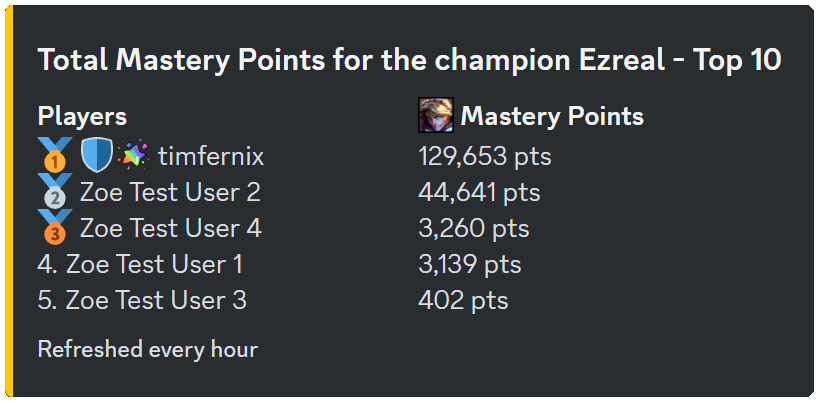 Total Mastery Points for the champion Ezreal - Top 10
Players Mastery Points
1 timfernix 129,653 pts
2 Zoe Test User 2 44,641 pts
3 Zoe Test User 4 3,260 pts
4. Zoe Test User 1 3,139 pts
5. Zoe Test User 3 402 pts
Refreshed every hour